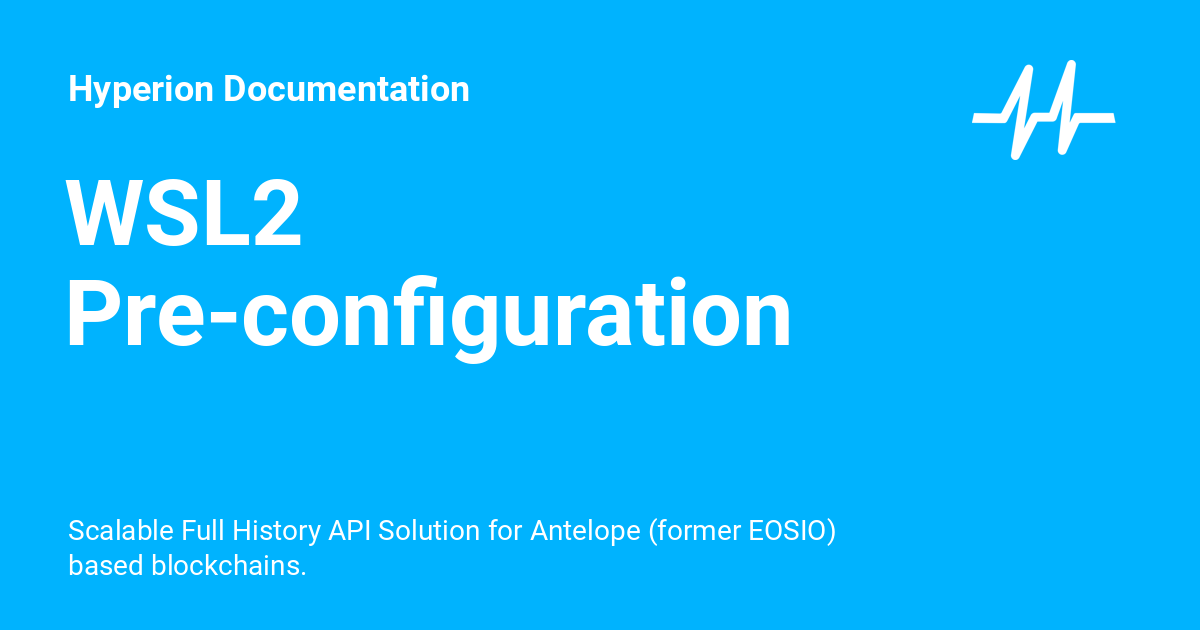 Hyperion Documentation
WSL2
Pre-configuration
Scalable Full History API Solution for Antelope (former EOSIO)
based blockchains.